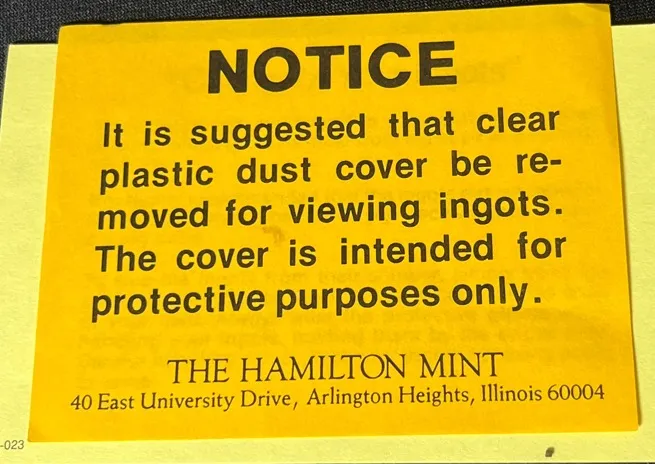 NOTICE
It is suggested that clear
plastic dust cover be re-
moved for viewing ingots.
The cover is intended for
protective purposes only.
THE HAMILTON MINT
40 East University Drive, Arlington Heights, Illinois 60004
-023